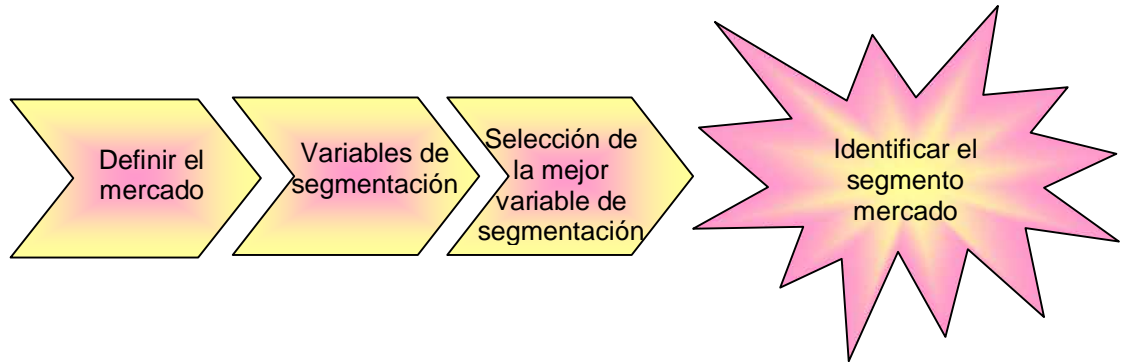 Definir el
mercado
Variables de
segmentación
Selección de
la mejor
variable de
segmentación
Identificar el
segmento
mercado